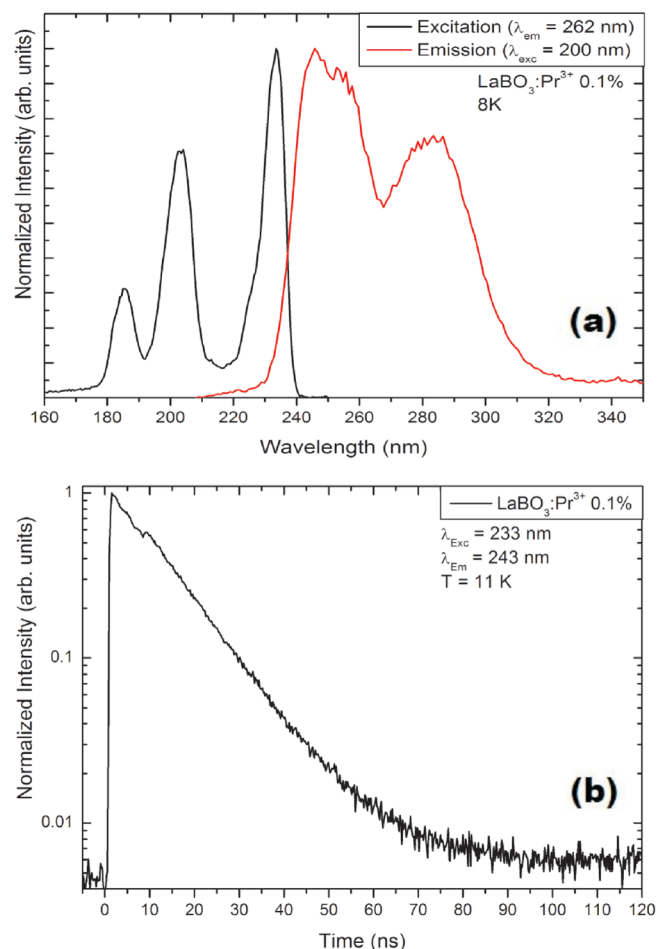 Excitation (λem = 262 nm)
Emission (λexc = 200 nm)
LaBO3:Pr3+ 0.1%
8K
Normalized Intensity (arb. units)
(a)
160 180 200 220 240 260 280 300 320 340
Wavelength (nm)
LaBO3:Pr3+ 0.1%
λExc = 233 nm
λEm = 243 nm
T = 11 K
Normalized Intensity (arb. units)
1
0.1
0.01
(b)
0 10 20 30 40 50 60 70 80 90 100 110 120
Time (ns)